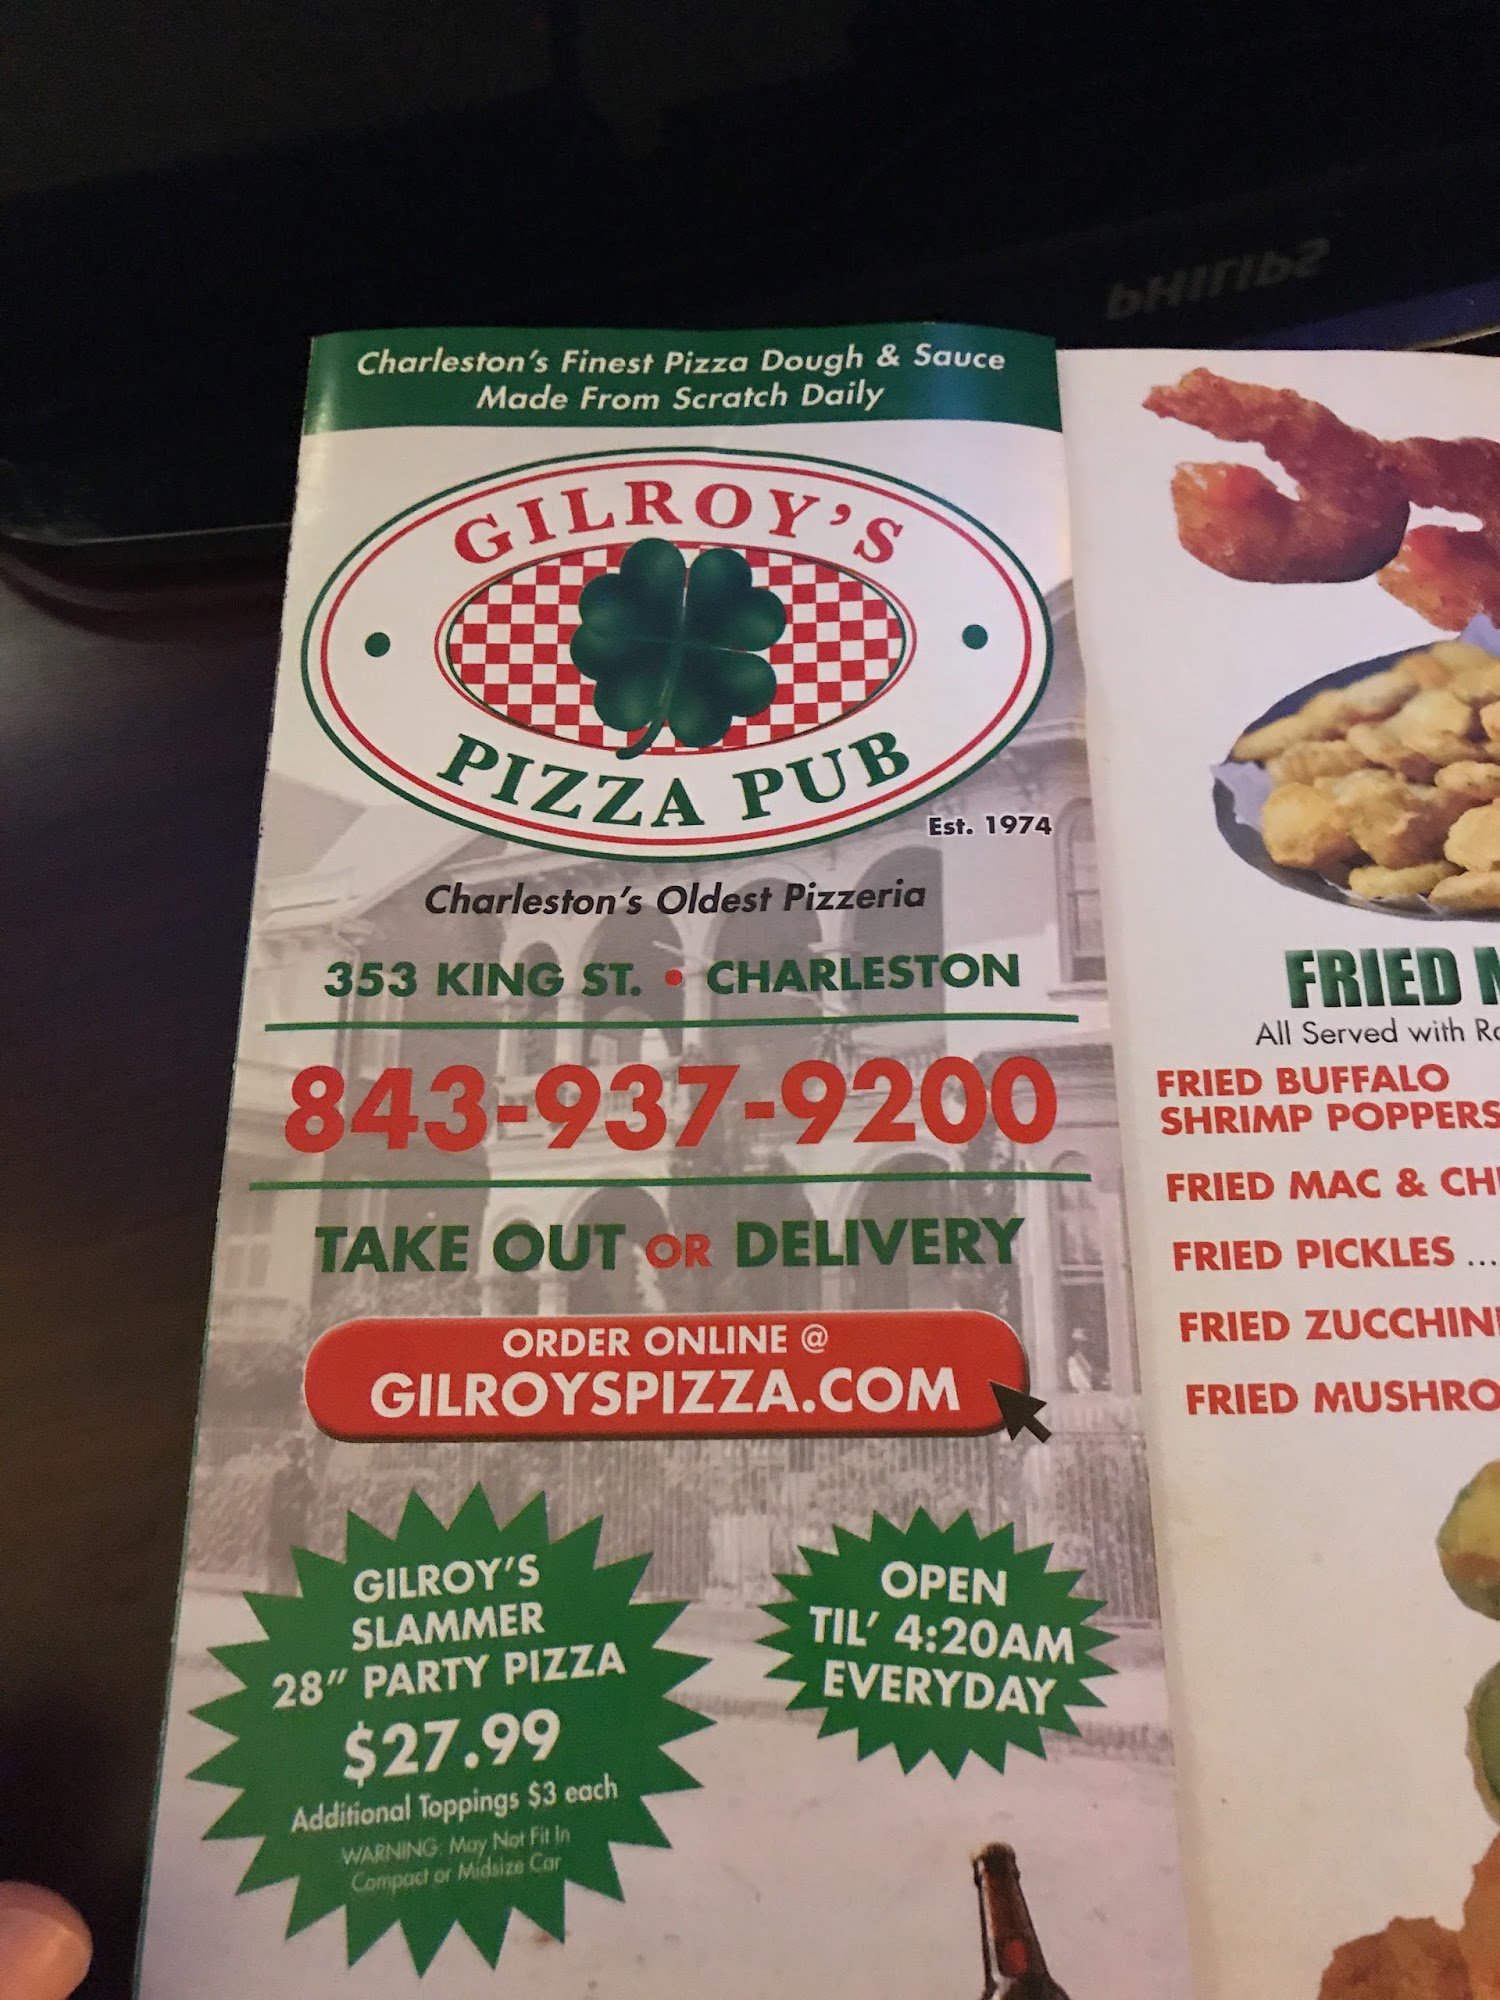 PHILIPS
Charleston's Finest Pizza Dough & Sauce
Made From Scratch Daily
GILROY'S
PIZZA PUB
Est. 1974
Charleston's Oldest Pizzeria
353 KING ST. • CHARLESTON
843-937-9200
TAKE OUT OR DELIVERY
ORDER ONLINE @
GILROYSPIZZA.COM
GILROY'S
SLAMMER
28" PARTY PIZZA
$27.99
Additional Toppings $3 each
WARNING: May Not Fit In
Compact or Midsize Car
OPEN
TIL' 4:20AM
EVERYDAY
FRIED
All Served with
FRIED BUFFALO
SHRIMP POPPERS
FRIED MAC &
FRIED PICKLES ...
FRIED
FRIED